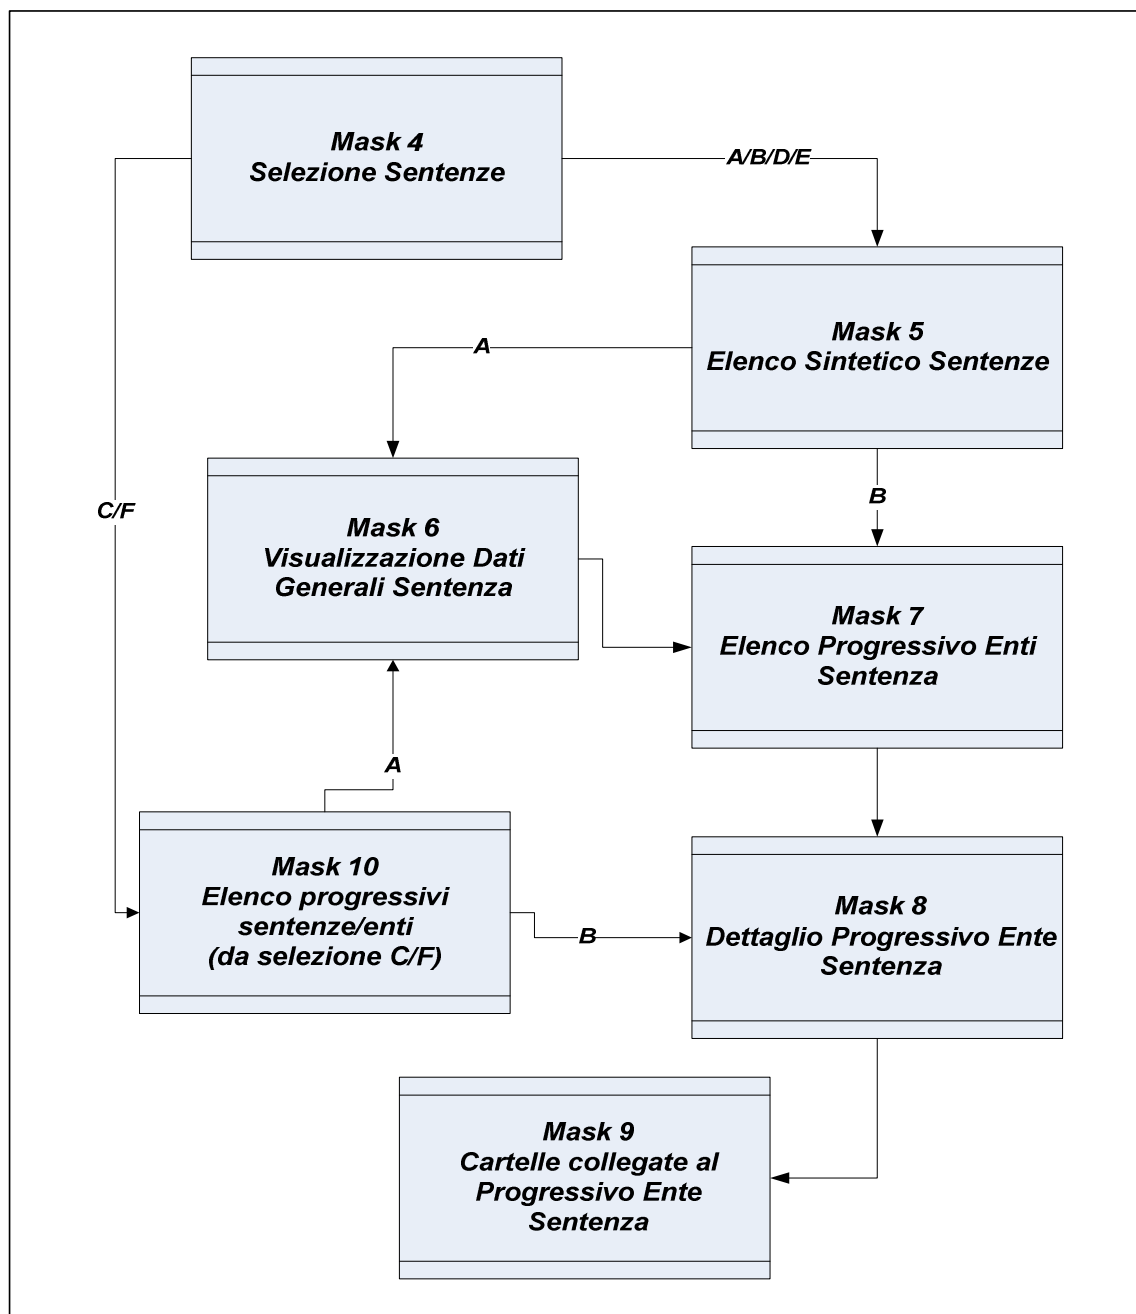 Mask 4
Selezione Sentenze
A/B/D/E
Mask 5
Elenco Sintetico Sentenze
A
C/F
B
Mask 6
Visualizzazione Dati
Generali Sentenza
Mask 7
Elenco Progressivo Enti
Sentenza
A
Mask 10
Elenco progressivi
sentenze/enti
(da selezione C/F)
B
Mask 8
Dettaglio Progressivo Ente
Sentenza
Mask 9
Cartelle collegate al
Progressivo Ente
Sentenza